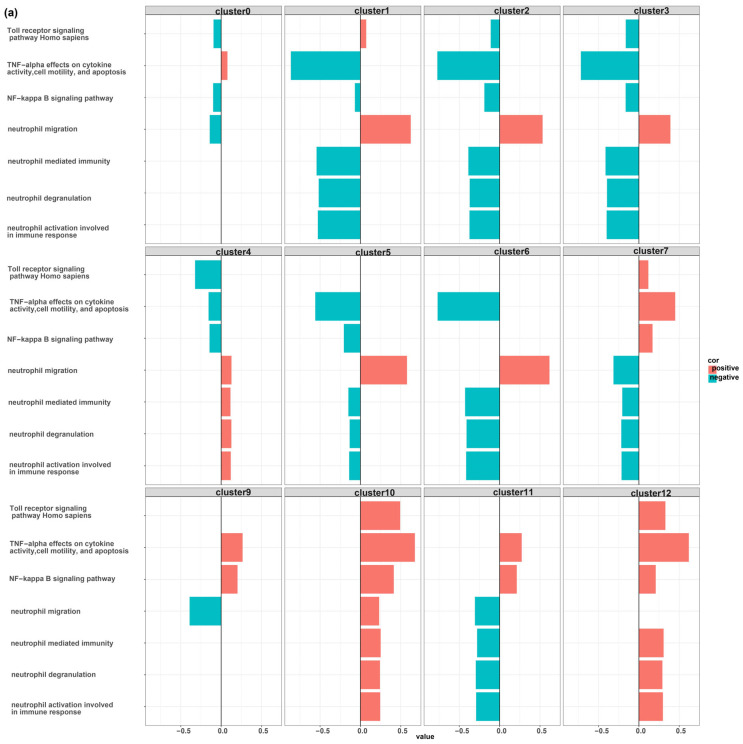 (a)
cluster0 cluster1 cluster2 cluster3
Toll receptor signaling
pathway Homo sapiens
TNF−alpha effects on cytokine
activity,cell motility, and apoptosis
NF−kappa B signaling pathway
neutrophil migration
neutrophil mediated immunity
neutrophil degranulation
neutrophil activation involved
in immune response
cluster4 cluster5 cluster6 cluster7
Toll receptor signaling
pathway Homo sapiens
TNF−alpha effects on cytokine
activity,cell motility, and apoptosis
NF−kappa B signaling pathway
neutrophil migration
neutrophil mediated immunity
neutrophil degranulation
neutrophil activation involved
in immune response
cor
positive
negative
cluster9 cluster10 cluster11 cluster12
Toll receptor signaling
pathway Homo sapiens
TNF−alpha effects on cytokine
activity,cell motility, and apoptosis
NF−kappa B signaling pathway
neutrophil migration
neutrophil mediated immunity
neutrophil degranulation
neutrophil activation involved
in immune response
−0.5 0.0 0.5 −0.5 0.0 0.5 −0.5 0.0 0.5 −0.5 0.0 0.5
value